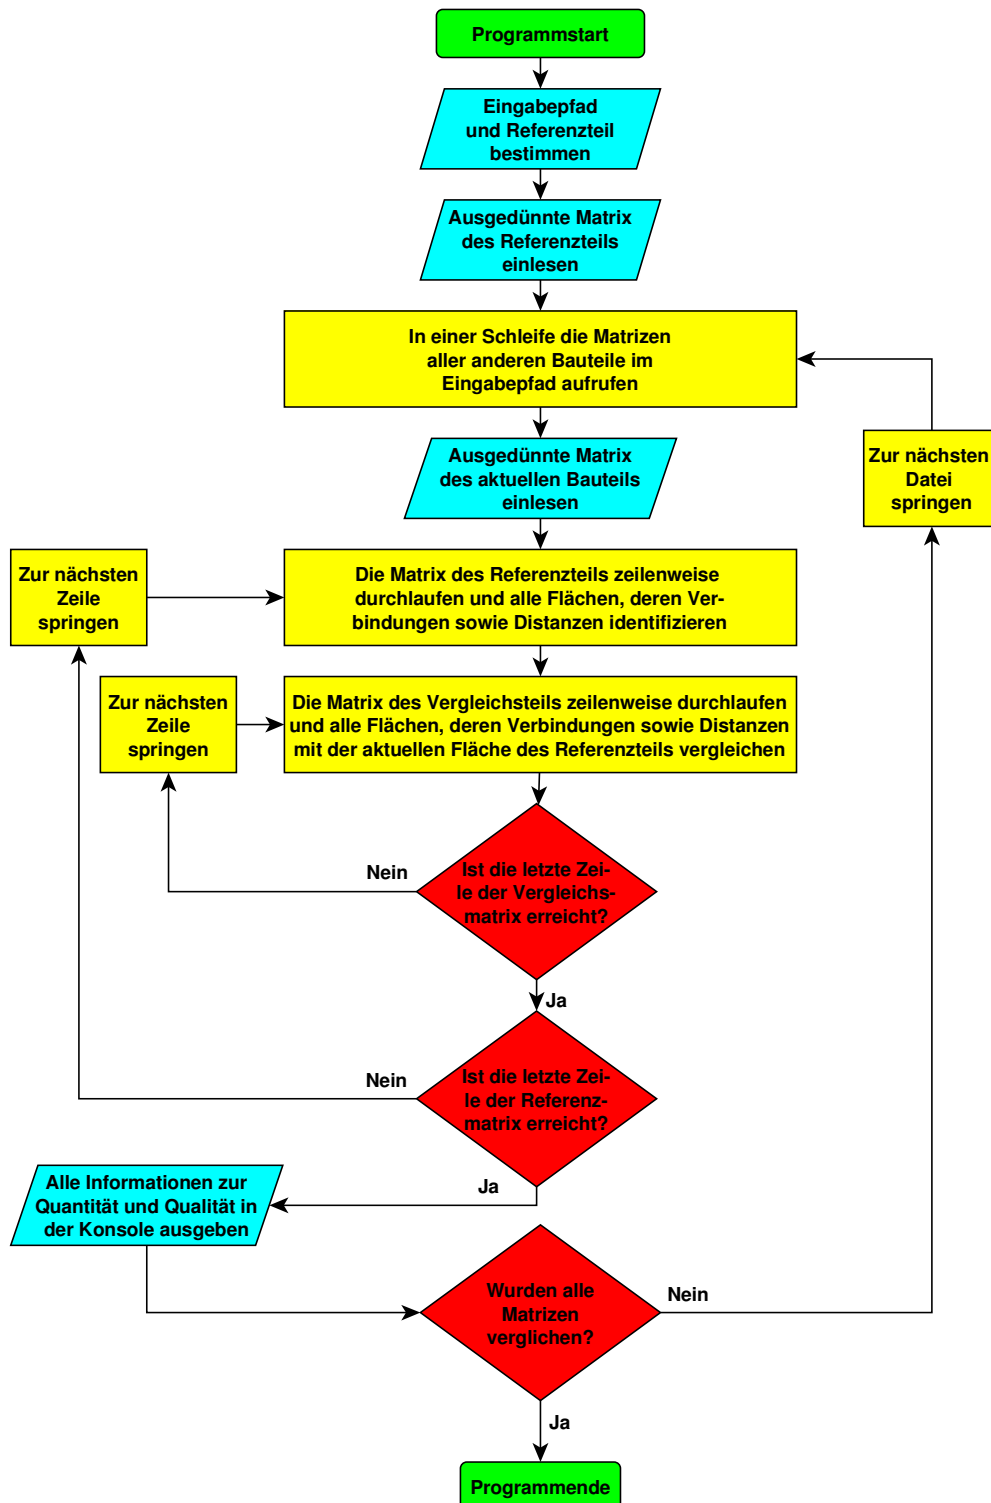 Programmstart
Eingabepfad
und Referenzteil
bestimmen
Ausgedünnte Matrix
des Referenzteils
einlesen
In einer Schleife die Matrizen
aller anderen Bauteile im
Eingabepfad aufrufen
Ausgedünnte Matrix
des aktuellen Bauteils
einlesen
Zur nächsten
Datei
springen
Zur nächsten
Zeile
springen
Die Matrix des Referenzteils zeilenweise
durchlaufen und alle Flächen, deren Ver-
bindungen sowie Distanzen identifizieren
Zur nächsten
Zeile
springen
Die Matrix des Vergleichsteils zeilenweise durchlaufen
und alle Flächen, deren Verbindungen sowie Distanzen
mit der aktuellen Fläche des Referenzteils vergleichen
Nein
Ist die letzte Zei-
le der Vergleichs-
matrix erreicht?
Ja
Nein
Ist die letzte Zei-
le der Referenz-
matrix erreicht?
Ja
Alle Informationen zur
Quantität und Qualität in
der Konsole ausgeben
Wurden alle
Matrizen
verglichen?
Nein
Ja
Programmende